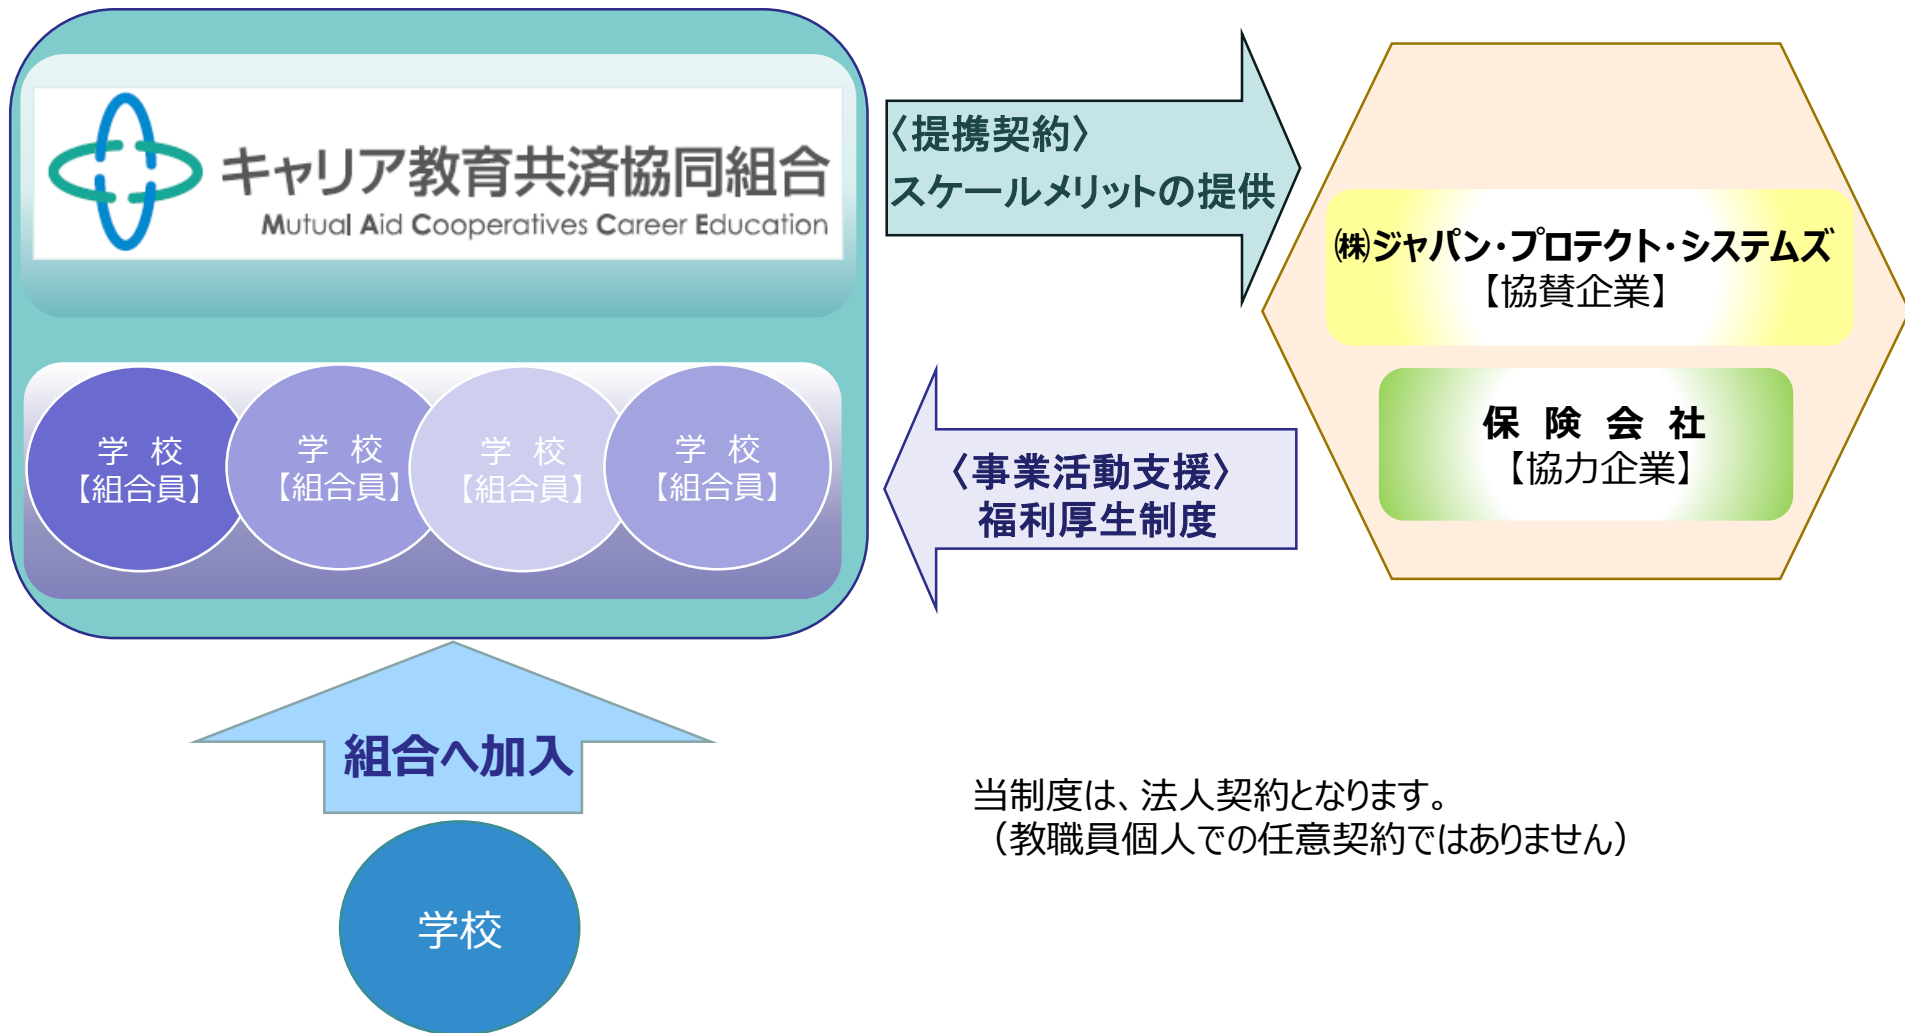 キャリア教育共済協同組合
Mutual Aid Cooperatives Career Education
〈提携契約〉
スケールメリットの提供
㈱ジャパン・プロテクト・システムズ
【協賛企業】
保 険 会 社
【協力企業】
学 校
【組合員】
学 校
【組合員】
学 校
【組合員】
学 校
【組合員】
〈事業活動支援〉
福利厚生制度
組合へ加入
学校
当制度は、法人契約となります。
（教職員個人での任意契約ではありません）